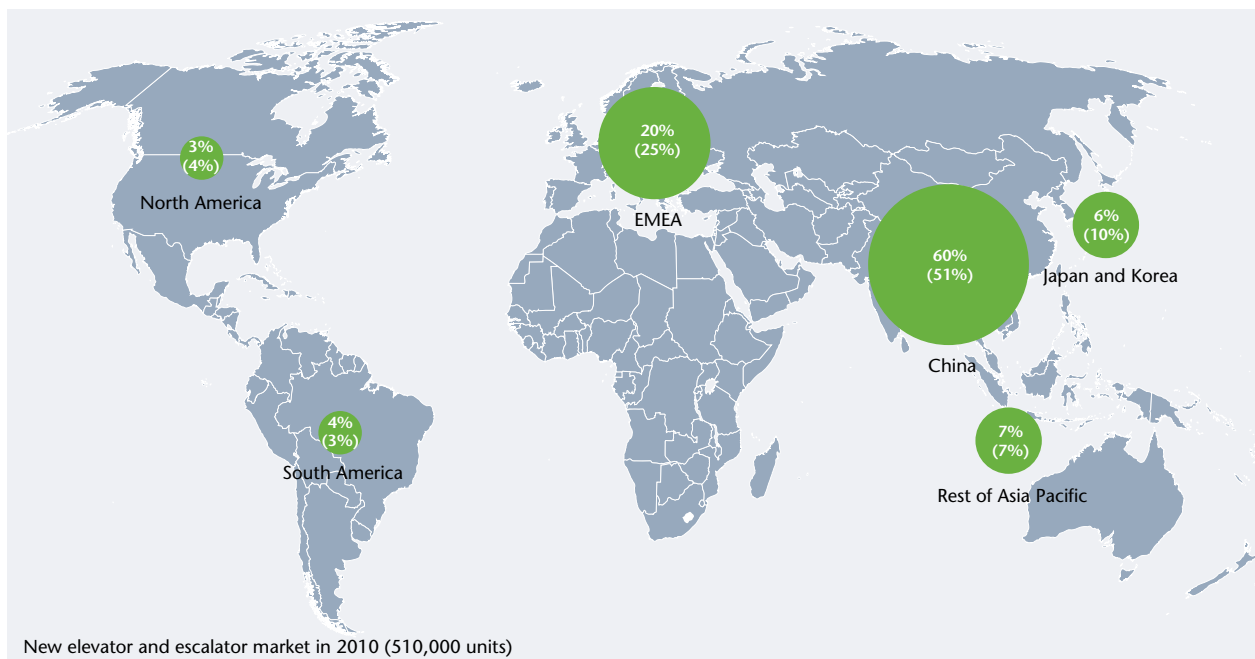 3%
(4%)
North America
20%
(25%)
EMEA
6%
(10%)
Japan and Korea
60%
(51%)
China
4%
(3%)
South America
7%
(7%)
Rest of Asia Pacific
New elevator and escalator market in 2010 (510,000 units)